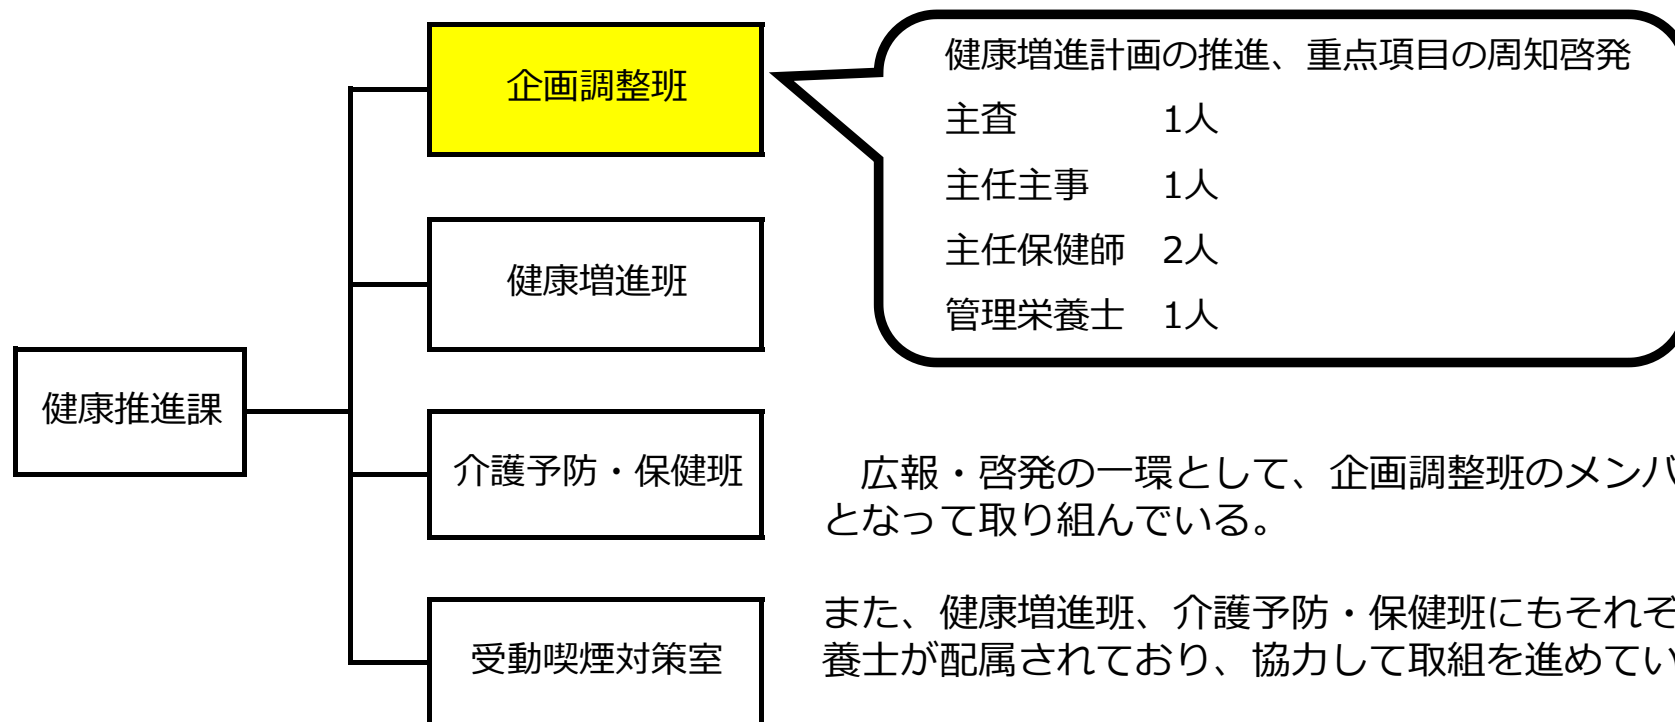 企画調整班
健康増進計画の推進、重点項目の周知啓発
主査 1人
主任主事 1人
主任保健師 2人
管理栄養士 1人
健康増進班
健康推進課
介護予防・保健班
受動喫煙対策室
広報・啓発の一環として、企画調整班のメンバ
となって取り組んでいる。
また、健康増進班、介護予防・保健班にもそれぞ
養士が配属されており、協力して取組を進めてい